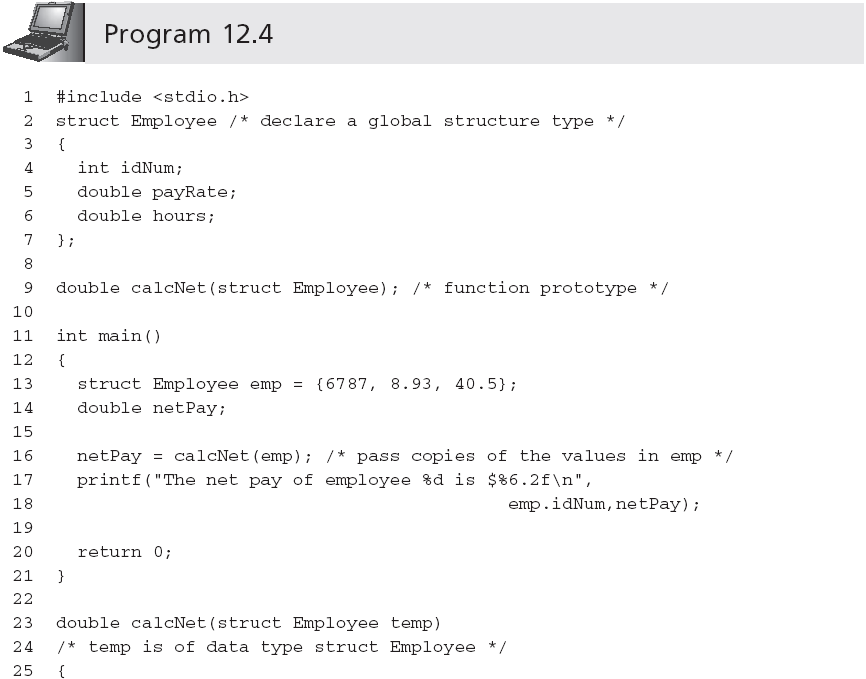 Program 12.4
1 #include <stdio.h>
2 struct Employee /* declare a global structure type */
3 {
4   int idNum;
5   double payRate;
6   double hours;
7 };
8
9 double calcNet(struct Employee); /* function prototype */
10
11 int main()
12 {
13   struct Employee emp = {6787, 8.93, 40.5};
14   double netPay;
15
16   netPay = calcNet(emp); /* pass copies of the values in emp */
17   printf("The net pay of employee %d is $%6.2f\n",
18                                           emp.idNum,netPay);
19
20   return 0;
21 }
22
23 double calcNet(struct Employee temp)
24 /* temp is of data type struct Employee */
25 {